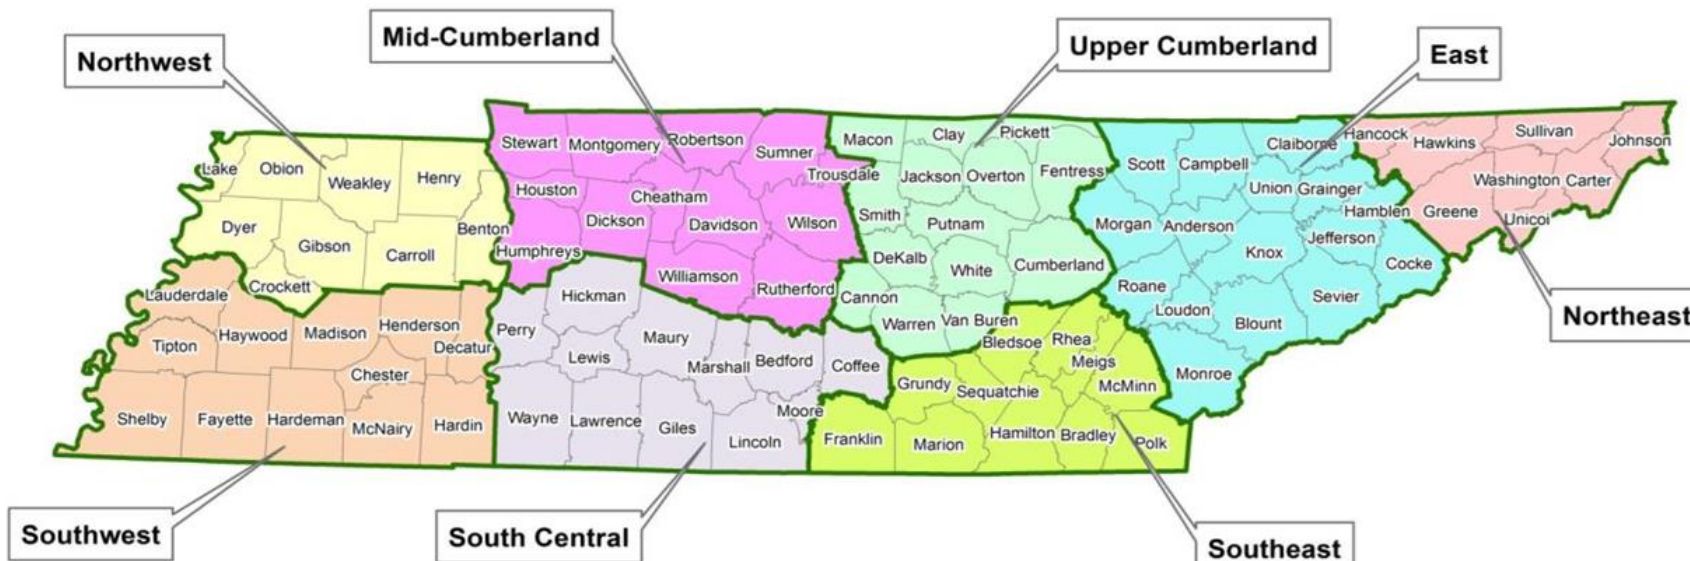 Northwest
Mid-Cumberland
Upper Cumberland
East
Lake
Obion
Weakley
Henry
Dyer
Gibson
Carroll
Benton
Crockett
Stewart
Montgomery
Robertson
Sumner
Trousdale
Houston
Cheatham
Dickson
Davidson
Wilson
Humphreys
Williamson
Rutherford
Macon
Clay
Pickett
Jackson
Overton
Fentress
Smith
Putnam
DeKalb
White
Cumberland
Cannon
Warren
Van Buren
Scott
Campbell
Claiborne
Union
Grainger
Hamblen
Morgan
Anderson
Jefferson
Knox
Cocke
Roane
Loudon
Sevier
Blount
Monroe
Hancock
Hawkins
Sullivan
Johnson
Washington
Carter
Greene
Unicoi
Lauderdale
Haywood
Madison
Henderson
Decatur
Tipton
Chester
Shelby
Fayette
Hardeman
McNairy
Hardin
Hickman
Perry
Maury
Lewis
Marshall
Bedford
Coffee
Moore
Wayne
Lawrence
Giles
Lincoln
Bledsoe
Rhea
Meigs
Grundy
Sequatchie
McMinn
Franklin
Marion
Hamilton
Bradley
Polk
Northeast
Southwest
South Central
Southeast